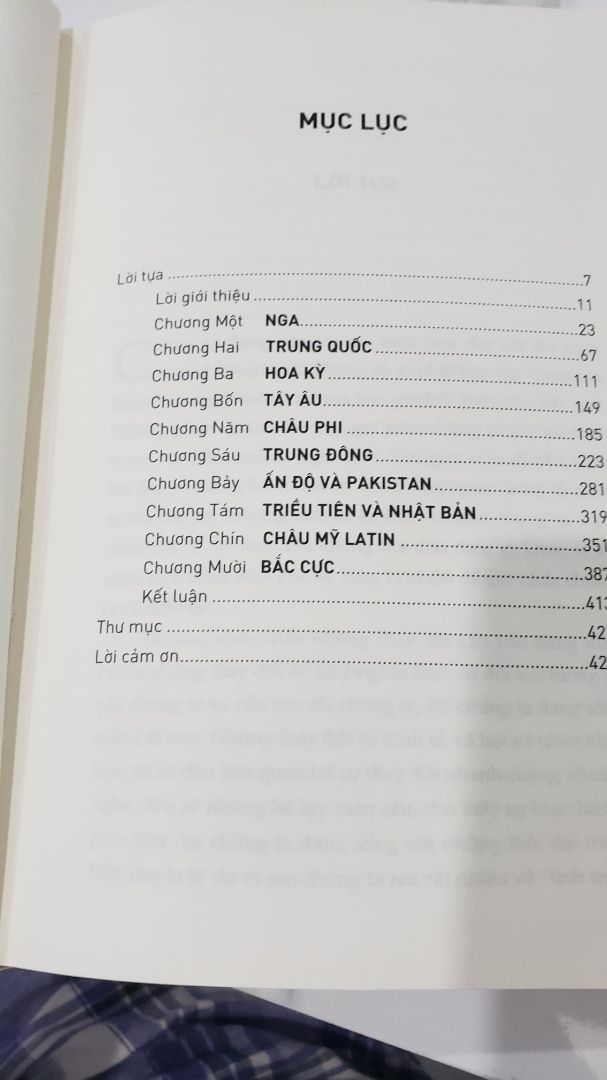 MỤC LỤC
Lời tựa ........ 7
Lời giới thiệu ........ 11
Chương Một NGA ........ 23
Chương Hai TRUNG QUỐC ........ 67
Chương Ba HOA KỲ ........ 111
Chương Bốn TÂY ÂU ........ 149
Chương Năm CHÂU PHI ........ 185
Chương Sáu TRUNG ĐÔNG ........ 223
Chương Bảy ẤN ĐỘ VÀ PAKISTAN ........ 281
Chương Tám TRIỀU TIÊN VÀ NHẬT BẢN ........ 319
Chương Chín CHÂU MỸ LATIN ........ 351
Chương Mười BẮC CỰC ........ 387
Kết luận ........ 413
Thư mục ........ 42
Lời cảm ơn ........ 42